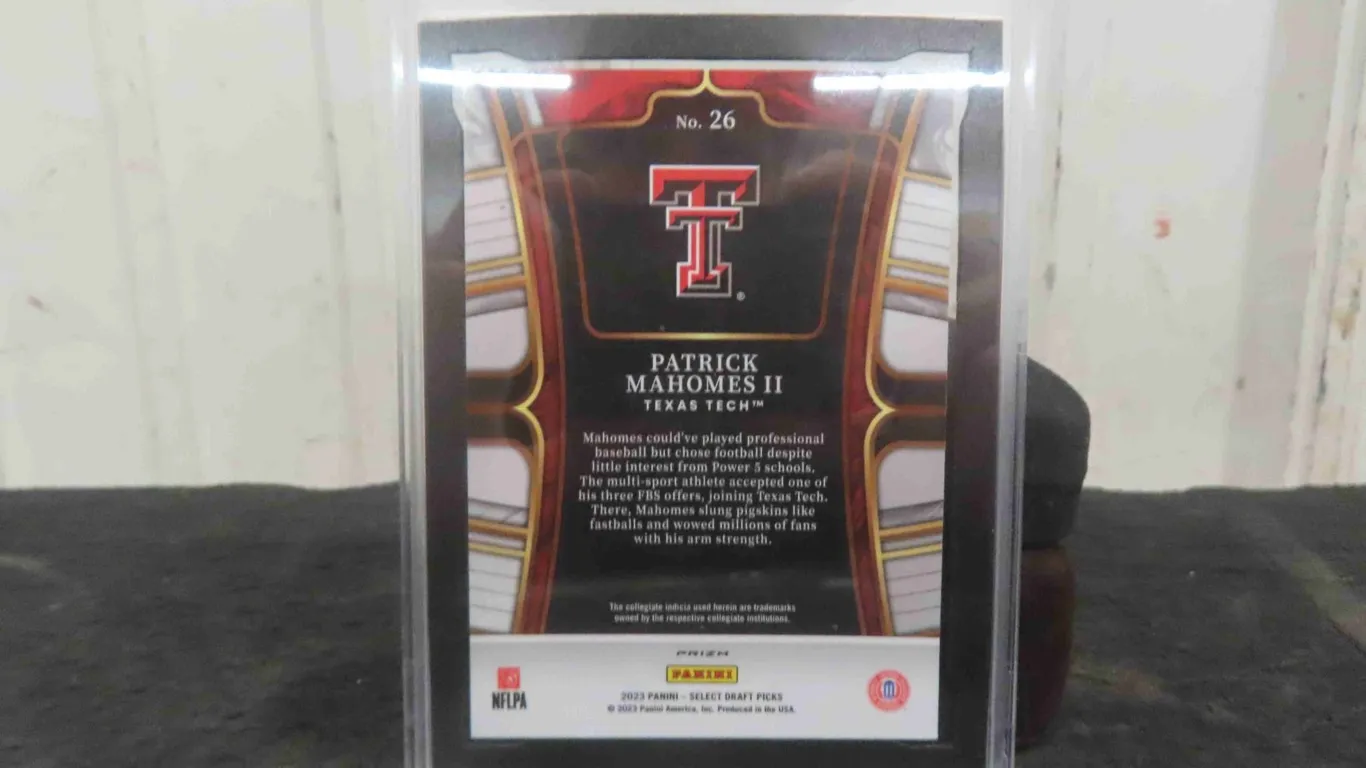 No. 26
PATRICK
MAHOMES II
TEXAS TECH™
Mahomes could've played professional
baseball but chose football despite
little interest from Power 5 schools.
The multi-sport athlete accepted one of
his three FBS offers, joining Texas Tech.
There, Mahomes slung pigskins like
fastballs and wowed millions of fans
with his arm strength.
The collegiate indicia used herein are trademarks
owned by the respective collegiate institutions.
PRIZM
PANINI
NFLPA
2023 PANINI - SELECT DRAFT PICKS
© 2023 Panini America, Inc. Produced in the USA.